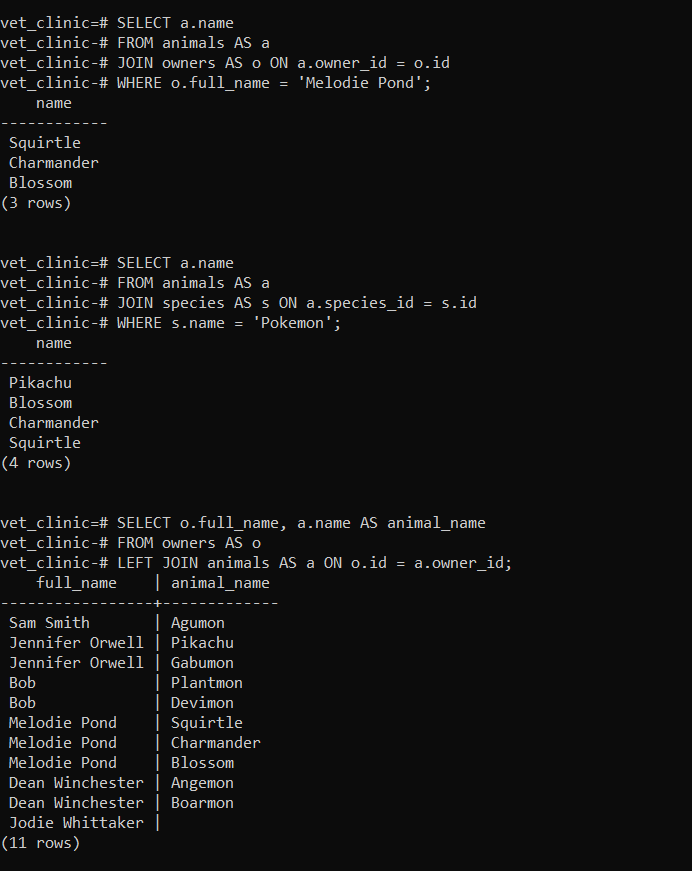 vet_clinic=# SELECT a.name
vet_clinic-# FROM animals AS a
vet_clinic-# JOIN owners AS o ON a.owner_id = o.id
vet_clinic-# WHERE o.full_name = 'Melodie Pond';
    name
------------
 Squirtle
 Charmander
 Blossom
(3 rows)


vet_clinic=# SELECT a.name
vet_clinic-# FROM animals AS a
vet_clinic-# JOIN species AS s ON a.species_id = s.id
vet_clinic-# WHERE s.name = 'Pokemon';
    name
------------
 Pikachu
 Blossom
 Charmander
 Squirtle
(4 rows)


vet_clinic=# SELECT o.full_name, a.name AS animal_name
vet_clinic-# FROM owners AS o
vet_clinic-# LEFT JOIN animals AS a ON o.id = a.owner_id;
    full_name    | animal_name
-----------------+-------------
 Sam Smith       | Agumon
 Jennifer Orwell | Pikachu
 Jennifer Orwell | Gabumon
 Bob             | Plantmon
 Bob             | Devimon
 Melodie Pond    | Squirtle
 Melodie Pond    | Charmander
 Melodie Pond    | Blossom
 Dean Winchester | Angemon
 Dean Winchester | Boarmon
 Jodie Whittaker |
(11 rows)